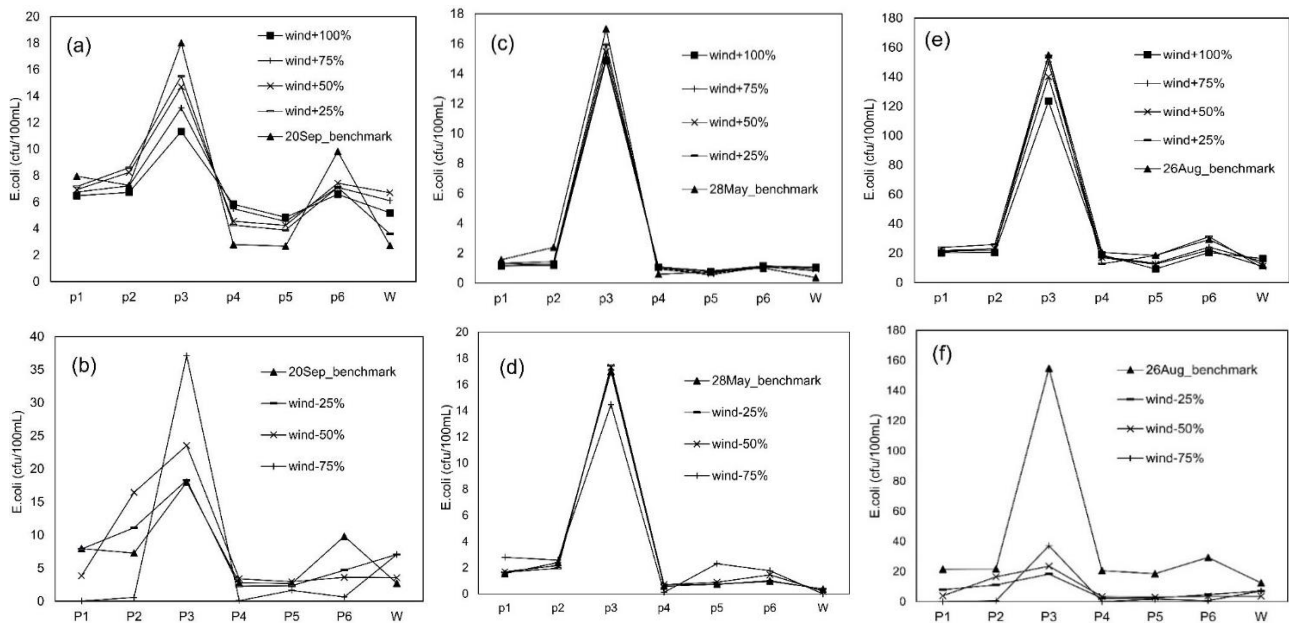 (a)
E.coli (cfu/100mL)
20
18
16
14
12
10
8
6
4
2
0
wind+100%
wind+75%
wind+50%
wind+25%
20Sep_benchmark
p1 p2 p3 p4 p5 p6 W
(c)
E.coli (cfu/100mL)
18
16
14
12
10
8
6
4
2
0
wind+100%
wind+75%
wind+50%
wind+25%
28May_benchmark
p1 p2 p3 p4 p5 p6 W
(e)
E.coli (cfu/100mL)
180
160
140
120
100
80
60
40
20
0
wind+100%
wind+75%
wind+50%
wind+25%
26Aug_benchmark
p1 p2 p3 p4 p5 p6 W
(b)
E.coli (cfu/100mL)
40
35
30
25
20
15
10
5
0
20Sep_benchmark
wind-25%
wind-50%
wind-75%
P1 P2 P3 P4 P5 P6 W
(d)
E.coli (cfu/100mL)
20
18
16
14
12
10
8
6
4
2
0
28May_benchmark
wind-25%
wind-50%
wind-75%
p1 p2 p3 p4 p5 p6 W
(f)
E.coli (cfu/100mL)
180
160
140
120
100
80
60
40
20
0
26Aug_benchmark
wind-25%
wind-50%
wind-75%
P1 P2 P3 P4 P5 P6 W